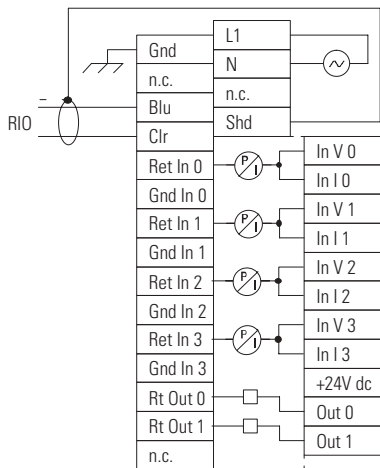 L1
Gnd
N
n.c.
n.c.
–
Blu
RIO
Shd
Clr
In V 0
Ret In 0
P/I
In I 0
Gnd In 0
In V 1
Ret In 1
P/I
In I 1
Gnd In 1
In V 2
Ret In 2
P/I
In I 2
Gnd In 2
In V 3
Ret In 3
P/I
In I 3
Gnd In 3
+24V dc
Rt Out 0
Out 0
Rt Out 1
Out 1
n.c.